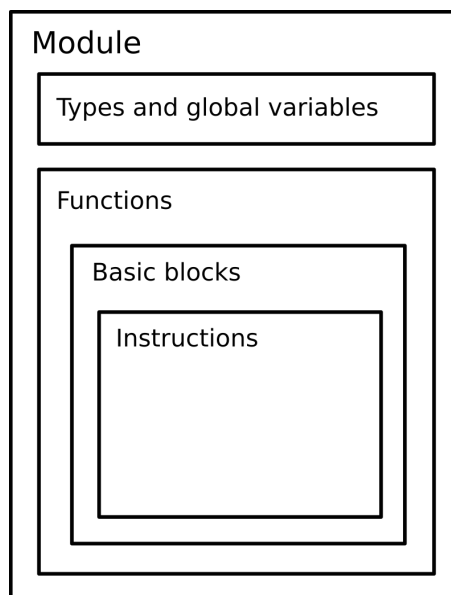 Module
Types and global variables
Functions
Basic blocks
Instructions